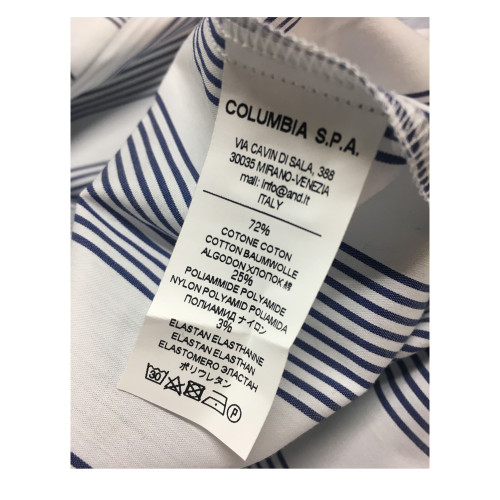 COLUMBIA S.P.A.
VIA CAVIN DI SALA, 388
30035 MIRANO-VENEZIA
mail: info@and.it
ITALY
72%
COTONE COTON
COTTON BAUMWOLLE
ALGODON ХЛОПОК 綿
25%
POLIAMMIDE POLYAMIDE
NYLON POLYAMID POLIAMIDA
ПОЛИАМИД ナイロン
3%
ELASTAN ELASTHANNE
ELASTAN ELASTHAN
ELASTOMERO ЭЛАСТАН
ポリウレタン
30
P